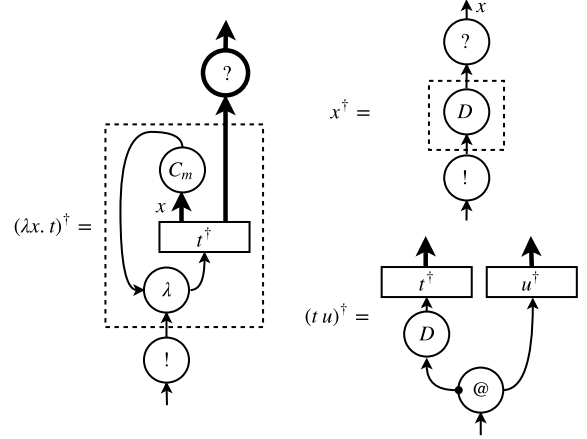 ?
C_m
x
(λx. t)† =
t†
λ
!
x
?
x† =
D
!
t†
u†
(t u)† =
D
@